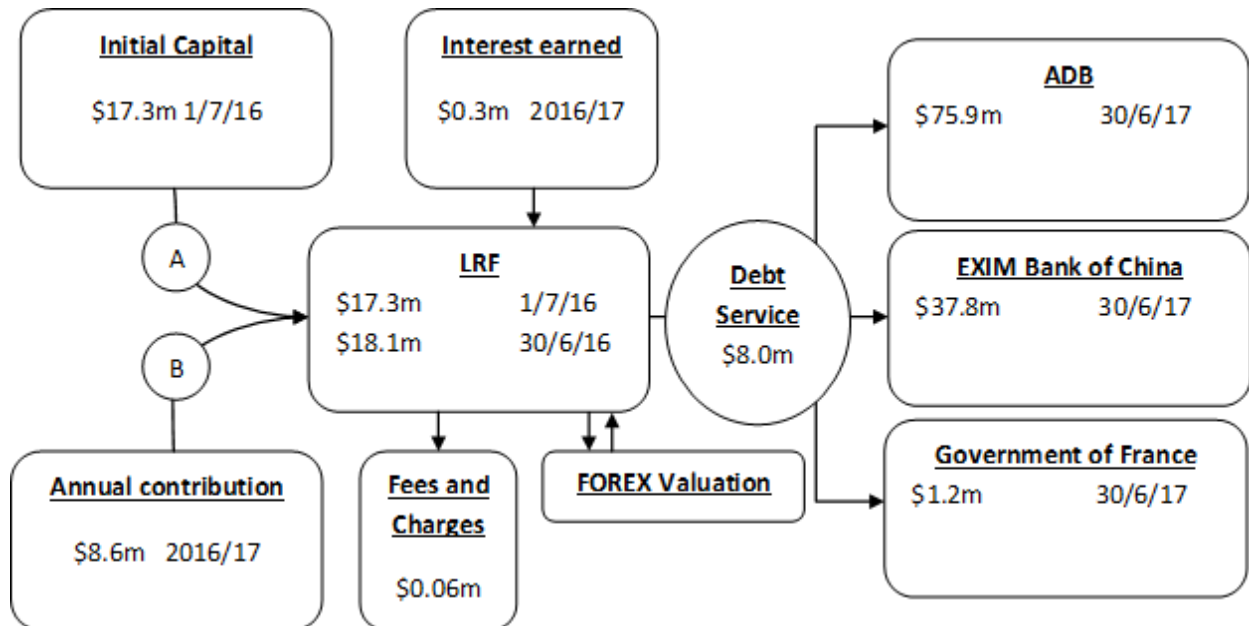 Initial Capital
$17.3m 1/7/16
Interest earned
$0.3m 2016/17
ADB
$75.9m 30/6/17
A
LRF
$17.3m 1/7/16
$18.1m 30/6/16
Debt
Service
$8.0m
EXIM Bank of China
$37.8m 30/6/17
B
Annual contribution
$8.6m 2016/17
Fees and
Charges
$0.06m
FOREX Valuation
Government of France
$1.2m 30/6/17